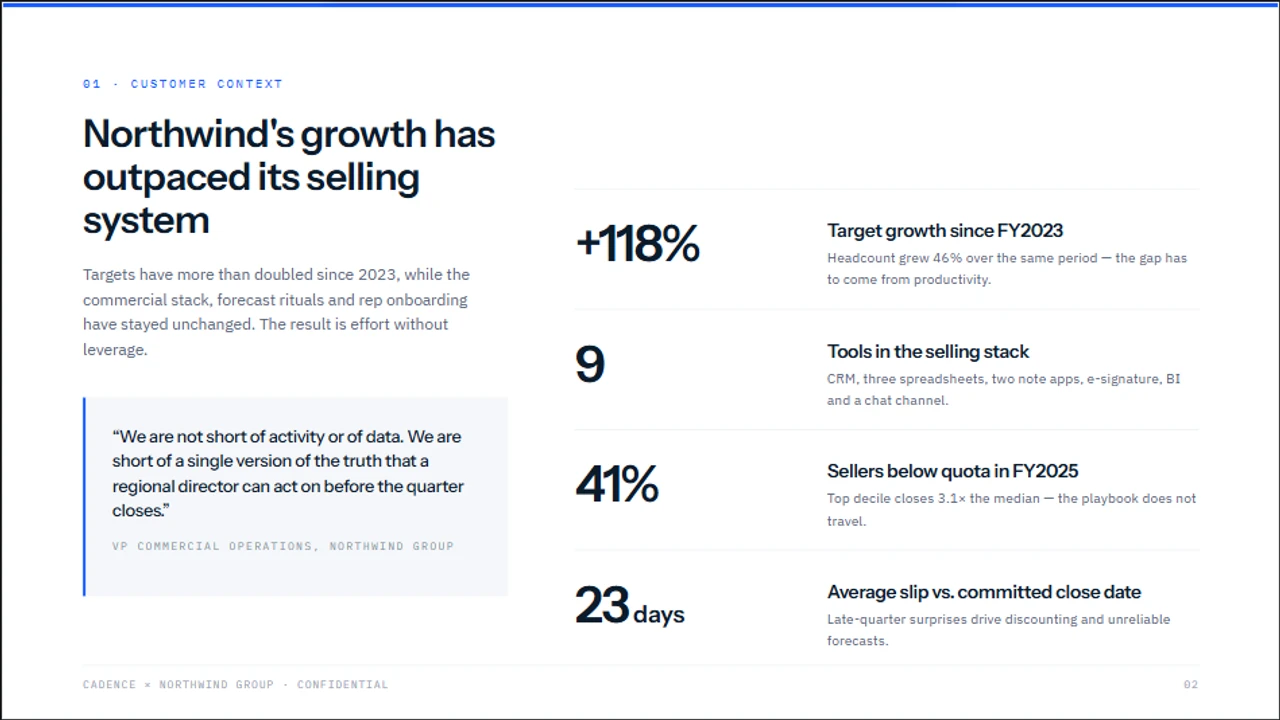 01 · CUSTOMER CONTEXT
Northwind's growth has
outpaced its selling
system
Targets have more than doubled since 2023, while the
commercial stack, forecast rituals and rep onboarding
have stayed unchanged. The result is effort without
leverage.
“We are not short of activity or of data. We are
short of a single version of the truth that a
regional director can act on before the quarter
closes.”
VP COMMERCIAL OPERATIONS, NORTHWIND GROUP
+118%
Target growth since FY2023
Headcount grew 46% over the same period — the gap has
to come from productivity.
9
Tools in the selling stack
CRM, three spreadsheets, two note apps, e-signature, BI
and a chat channel.
41%
Sellers below quota in FY2025
Top decile closes 3.1× the median — the playbook does not
travel.
23 days
Average slip vs. committed close date
Late-quarter surprises drive discounting and unreliable
forecasts.
CADENCE × NORTHWIND GROUP · CONFIDENTIAL
02